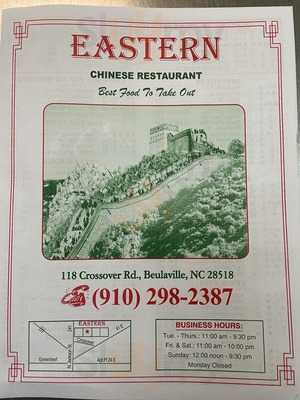 EASTERN
CHINESE RESTAURANT
Best Food To Take Out
118 Crossover Rd., Beulaville, NC 28518
(910) 298-2387
EASTERN
BUSINESS HOURS:
Tue. - Thurs.: 11:00 am - 9:30 pm
Fri. & Sat.: 11:00 am - 10:00 pm
Sunday: 12:00 noon - 9:30 pm
Monday Closed